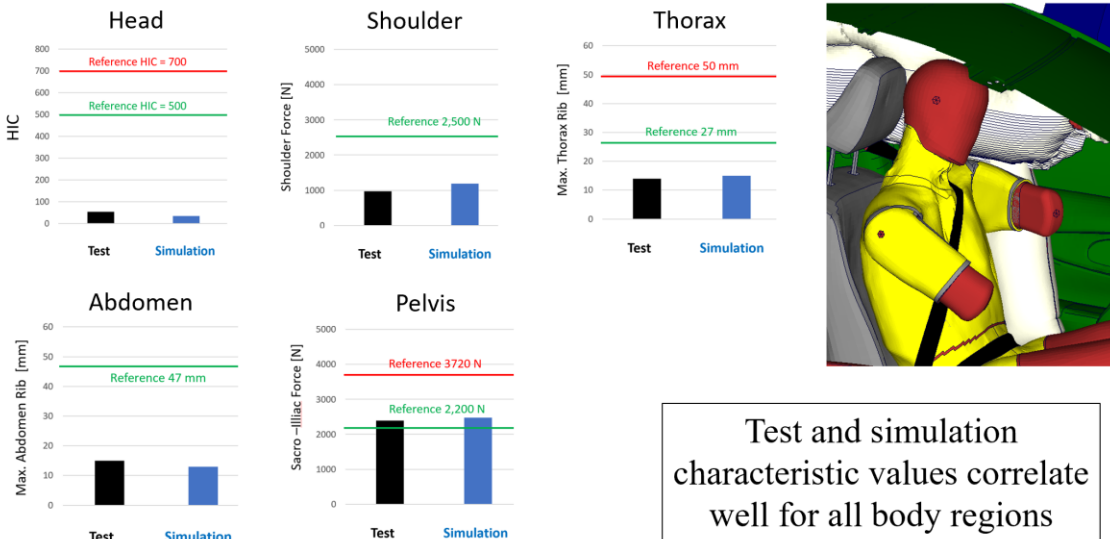 Head
HIC
800
700
600
500
400
300
200
100
0
Reference HIC = 700
Reference HIC = 500
Test Simulation
Shoulder
Shoulder Force [N]
5000
4000
3000
2000
1000
0
Reference 2,500 N
Test Simulation
Thorax
Max. Thorax Rib [mm]
60
50
40
30
20
10
0
Reference 50 mm
Reference 27 mm
Test Simulation
Abdomen
Max. Abdomen Rib [mm]
60
50
40
30
20
10
0
Reference 47 mm
Test Simulation
Pelvis
Sacro –Illiac Force [N]
5000
4000
3000
2000
1000
0
Reference 3720 N
Reference 2,200 N
Test Simulation
Test and simulation
characteristic values correlate
well for all body regions